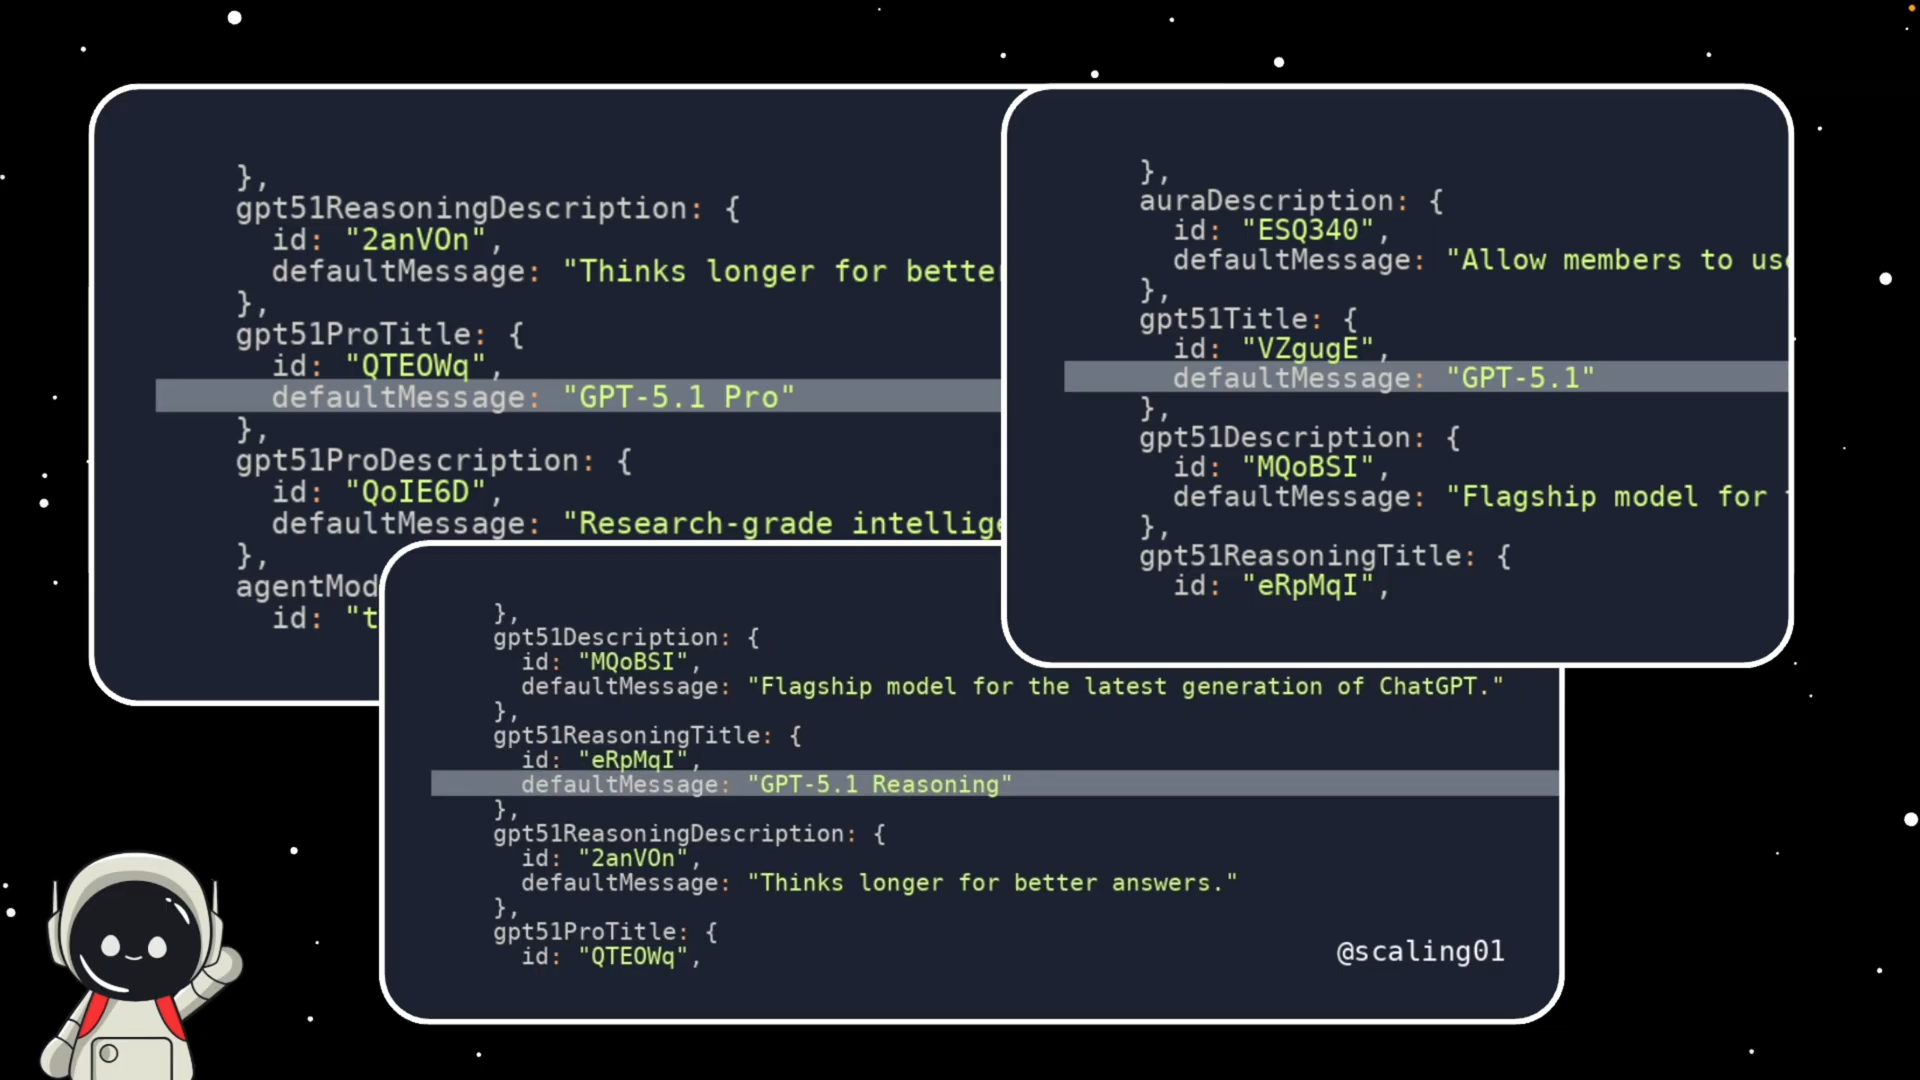 },
gpt51ReasoningDescription: {
id: "2anVOn",
defaultMessage: "Thinks longer for bette
},
gpt51ProTitle: {
id: "QTEOWq",
defaultMessage: "GPT-5.1 Pro"
},
gpt51ProDescription: {
id: "QoIE6D",
defaultMessage: "Research-grade intellige
},
agentMod
id: "t
},
auraDescription: {
id: "ESQ340",
defaultMessage: "Allow members to use
},
gpt51Title: {
id: "VZgugE",
defaultMessage: "GPT-5.1"
},
gpt51Description: {
id: "MQoBSI",
defaultMessage: "Flagship model for
},
gpt51ReasoningTitle: {
id: "eRpMqI",
},
gpt51Description: {
id: "MQoBSI",
defaultMessage: "Flagship model for the latest generation of ChatGPT."
},
gpt51ReasoningTitle: {
id: "eRpMqI",
defaultMessage: "GPT-5.1 Reasoning"
},
gpt51ReasoningDescription: {
id: "2anVOn",
defaultMessage: "Thinks longer for better answers."
},
gpt51ProTitle: {
id: "QTEOWq",
@scaling01